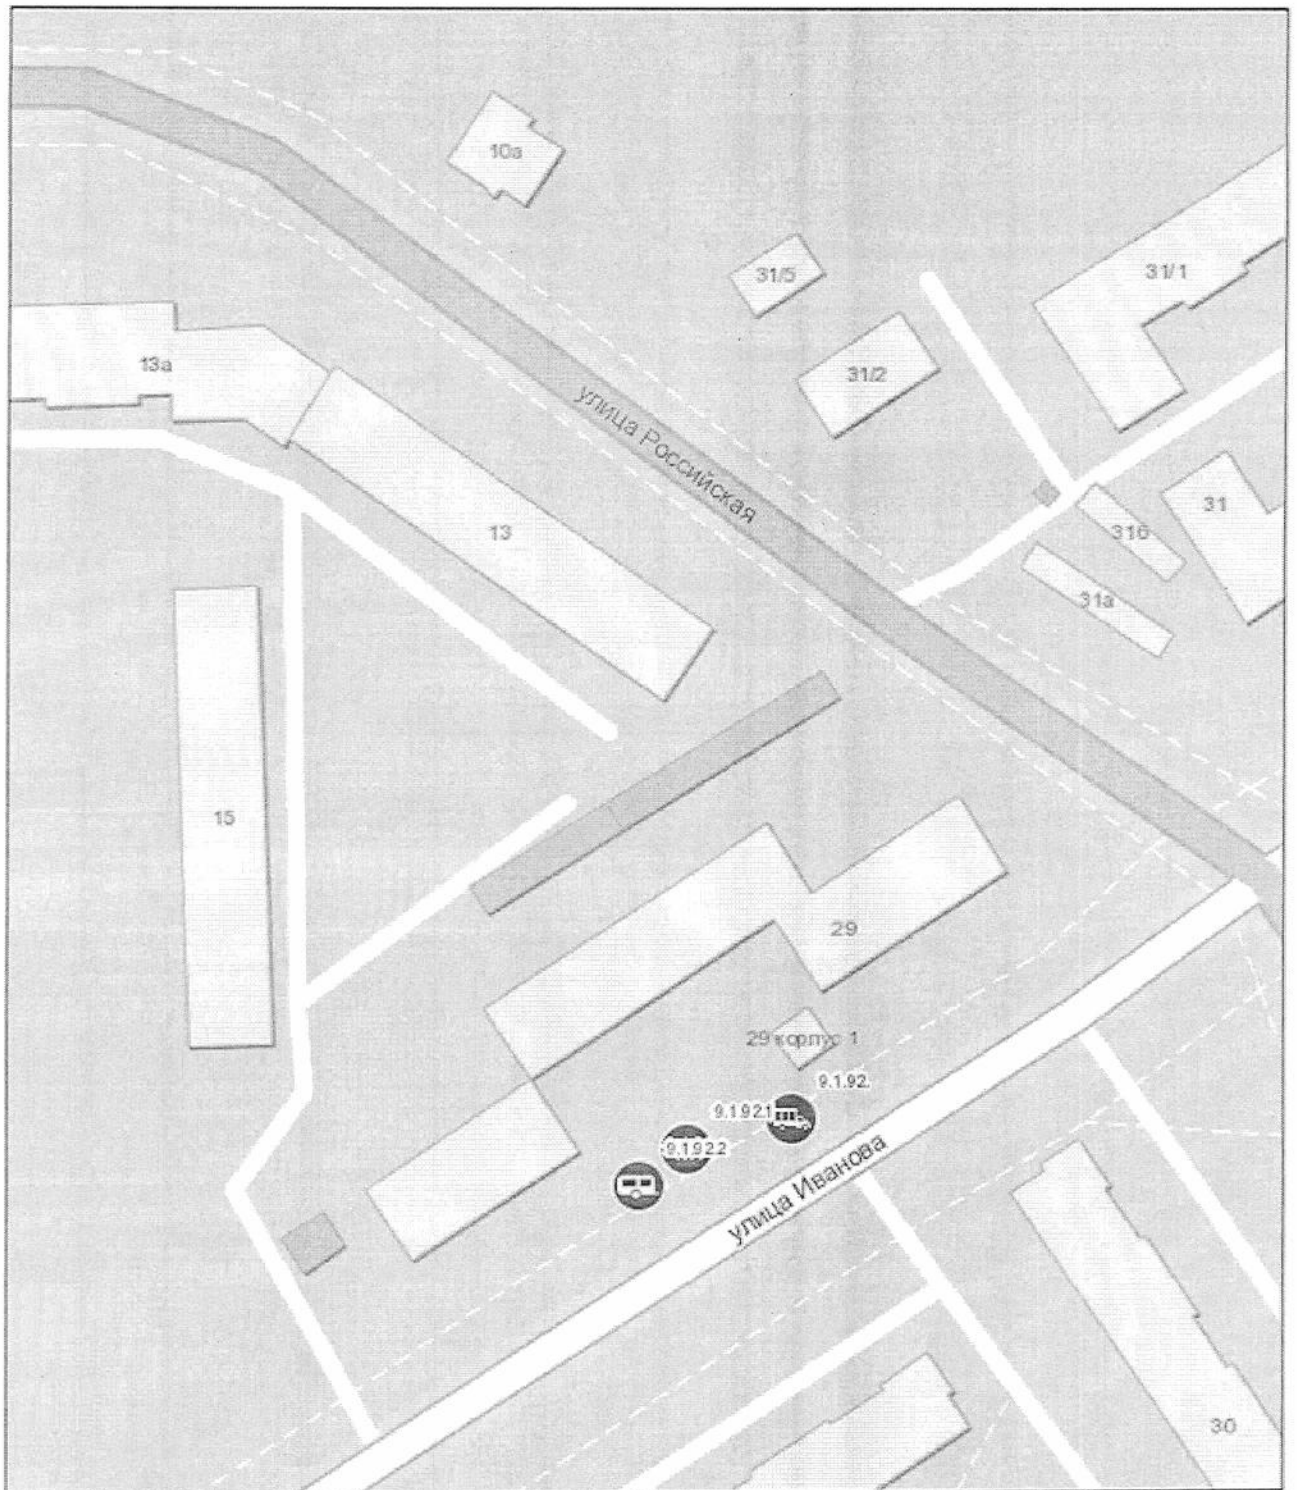 10а
31/5
31/1
31/2
13а
улица Российская
13
31
31б
31а
15
29
29 корпус 1
9.1.92.
9.1.92.1
9.1.92.2
улица Иванова
30